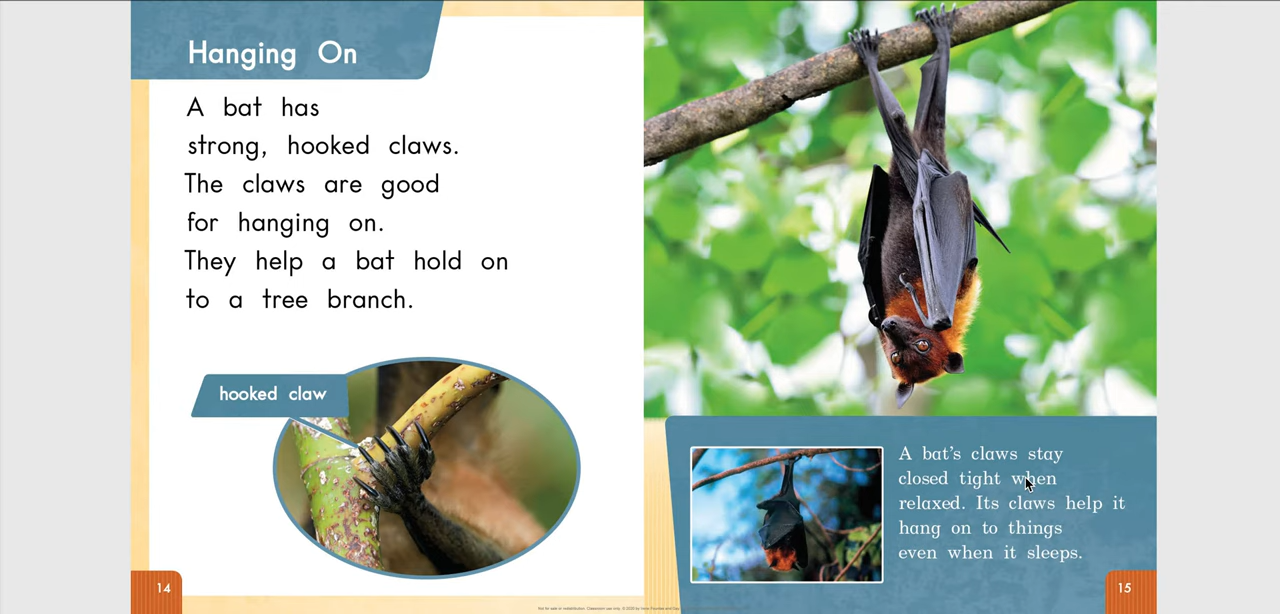 Hanging On
A bat has
strong, hooked claws.
The claws are good
for hanging on.
They help a bat hold on
to a tree branch.
hooked claw
14
A bat's claws stay
closed tight when
relaxed. Its claws help it
hang on to things
even when it sleeps.
15